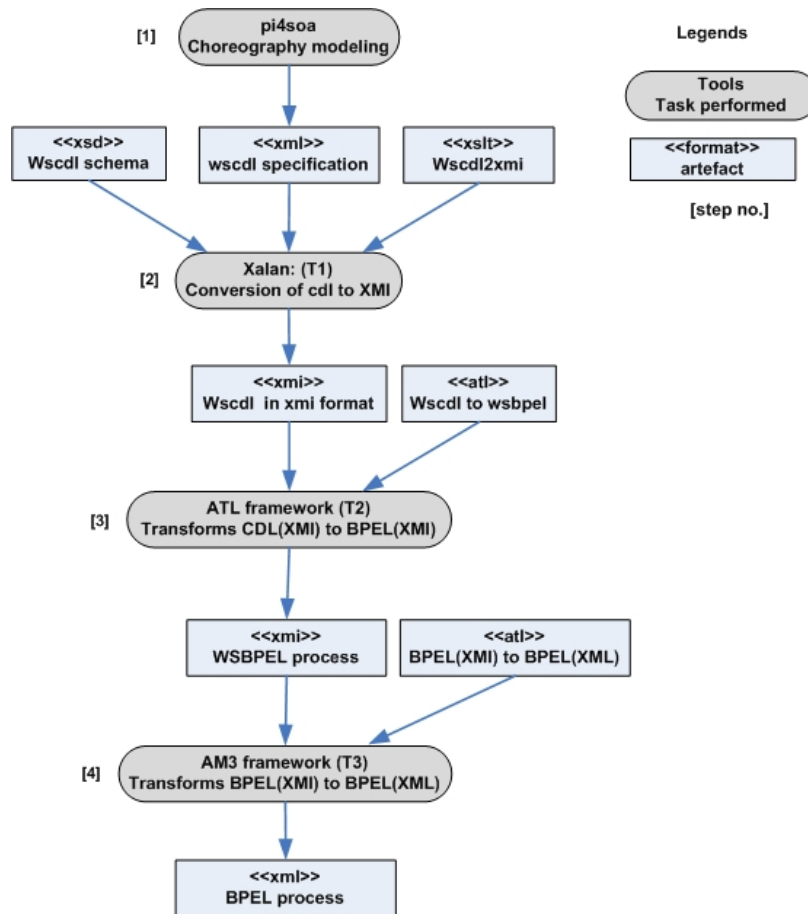 [1]
pi4soa
Choreography modeling
Legends
Tools
Task performed
<<xsd>>
Wscdl schema
<<xml>>
wscdl specification
<<xslt>>
Wscdl2xmi
<<format>>
artefact
[step no.]
[2]
Xalan: (T1)
Conversion of cdl to XMI
<<xmi>>
Wscdl in xmi format
<<atl>>
Wscdl to wsbpel
[3]
ATL framework (T2)
Transforms CDL(XMI) to BPEL(XMI)
<<xmi>>
WSBPEL process
<<atl>>
BPEL(XMI) to BPEL(XML)
[4]
AM3 framework (T3)
Transforms BPEL(XMI) to BPEL(XML)
<<xml>>
BPEL process